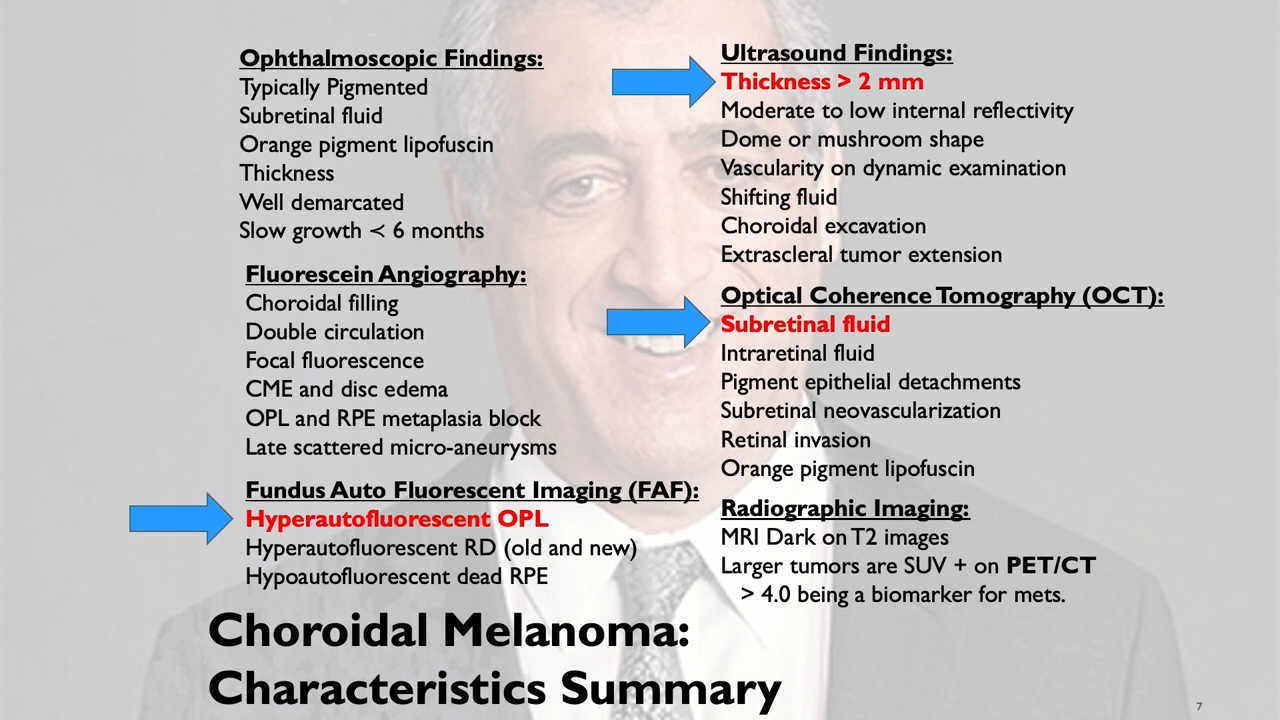 Ophthalmoscopic Findings:
Typically Pigmented
Subretinal fluid
Orange pigment lipofuscin
Thickness
Well demarcated
Slow growth < 6 months
Fluorescein Angiography:
Choroidal filling
Double circulation
Focal fluorescence
CME and disc edema
OPL and RPE metaplasia block
Late scattered micro-aneurysms
Fundus Auto Fluorescent Imaging (FAF):
Hyperautofluorescent OPL
Hyperautofluorescent RD (old and new)
Hypoautofluorescent dead RPE
Ultrasound Findings:
Thickness > 2 mm
Moderate to low internal reflectivity
Dome or mushroom shape
Vascularity on dynamic examination
Shifting fluid
Choroidal excavation
Extrascleral tumor extension
Optical Coherence Tomography (OCT):
Subretinal fluid
Intraretinal fluid
Pigment epithelial detachments
Subretinal neovascularization
Retinal invasion
Orange pigment lipofuscin
Radiographic Imaging:
MRI Dark on T2 images
Larger tumors are SUV + on PET/CT
> 4.0 being a biomarker for mets.
Choroidal Melanoma:
Characteristics Summary
7